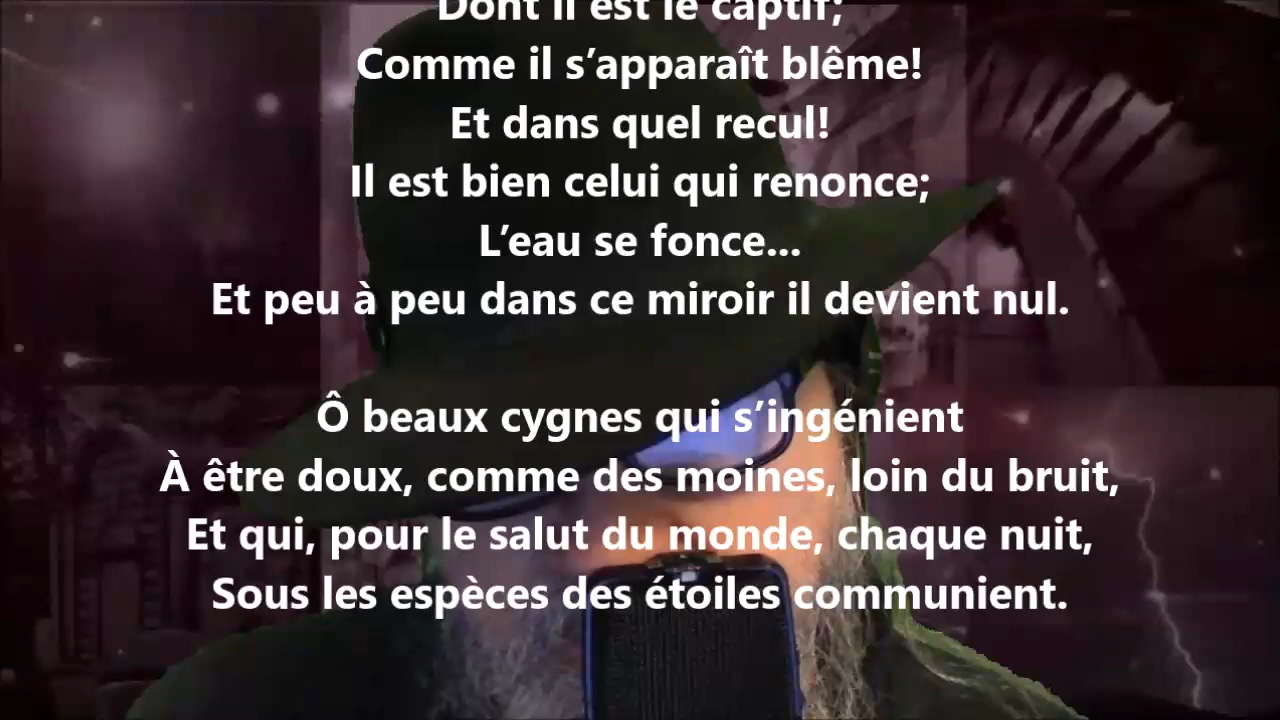 Dont il est le captif;
Comme il s’apparaît blême!
Et dans quel recul!
Il est bien celui qui renonce;
L’eau se fonce...
Et peu à peu dans ce miroir il devient nul.
Ô beaux cygnes qui s’ingénient
À être doux, comme des moines, loin du bruit,
Et qui, pour le salut du monde, chaque nuit,
Sous les espèces des étoiles communient.